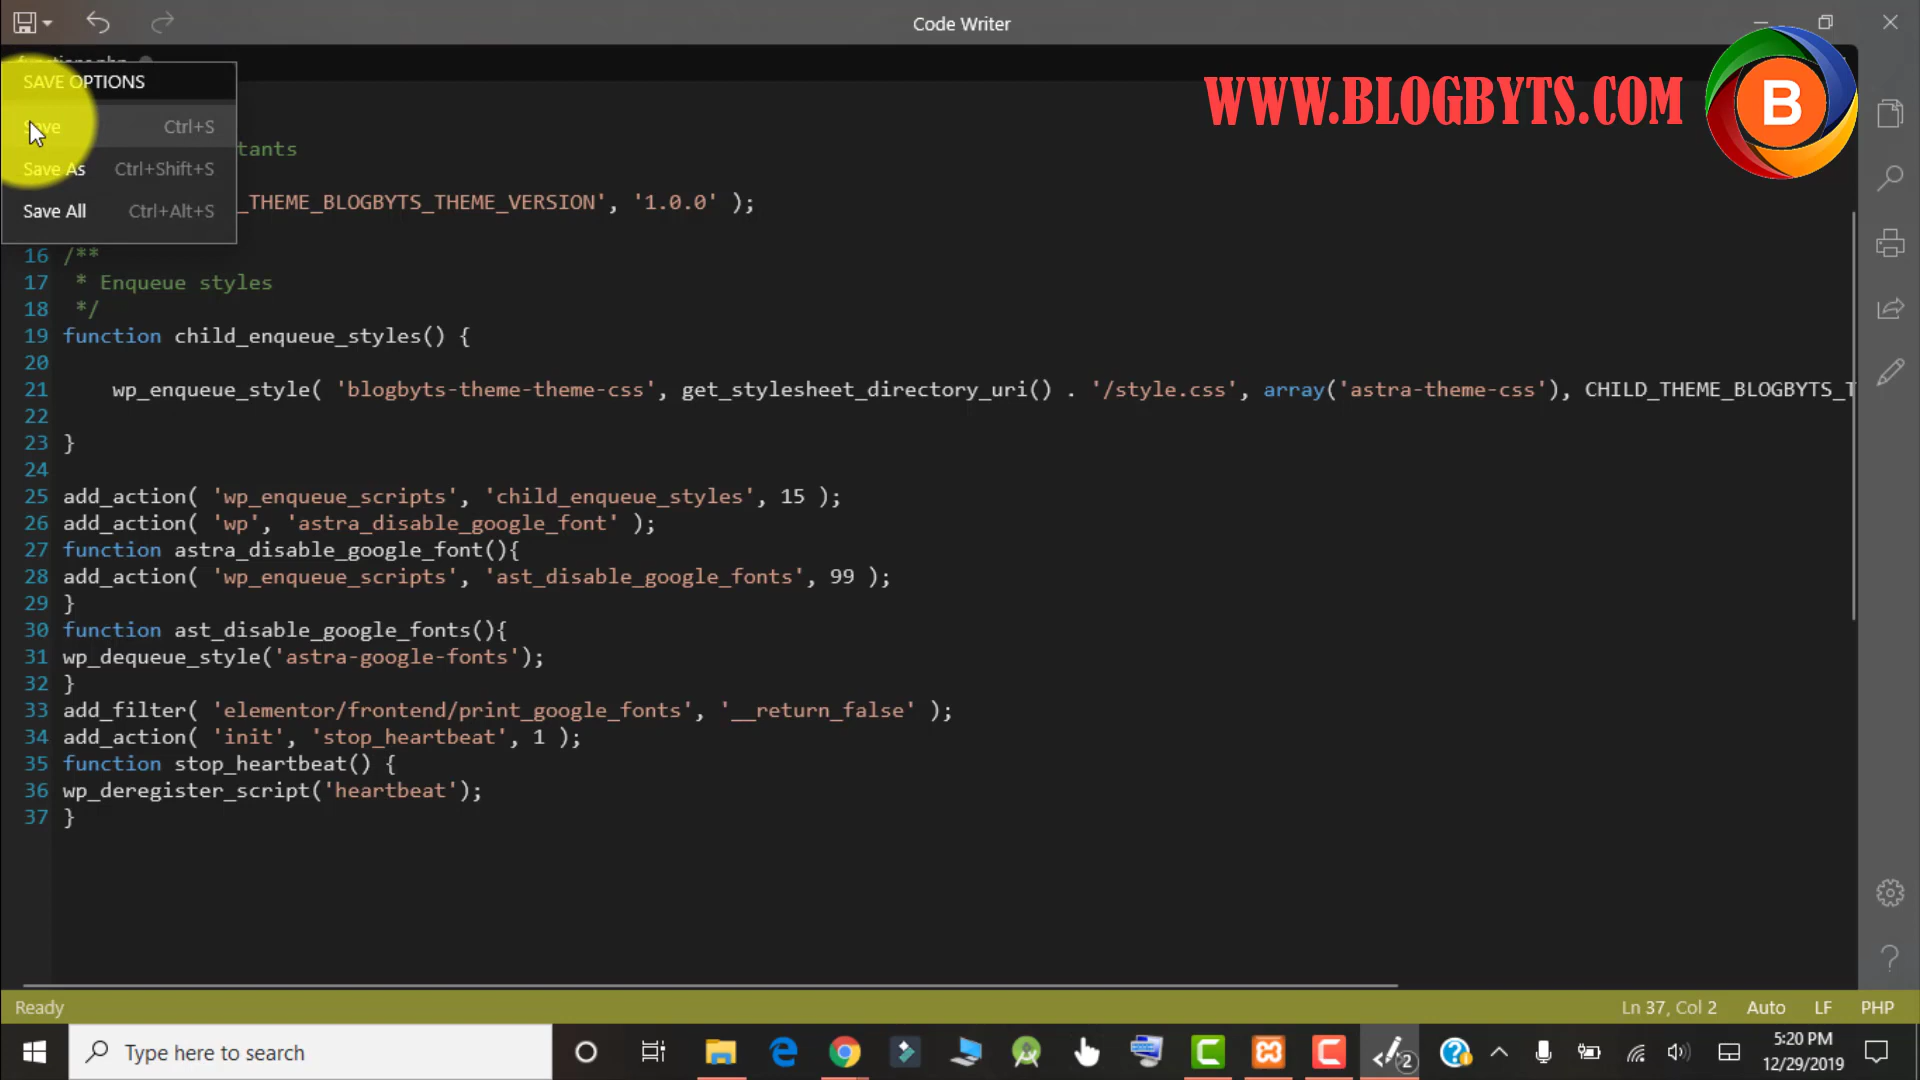 Code Writer
functions.php
SAVE OPTIONS
Save Ctrl+S
Save As Ctrl+Shift+S
Save All Ctrl+Alt+S
WWW.BLOGBYTS.COM
B
tants
_THEME_BLOGBYTS_THEME_VERSION', '1.0.0' );
16 /**
17 * Enqueue styles
18 */
19 function child_enqueue_styles() {
20
21 wp_enqueue_style( 'blogbyts-theme-theme-css', get_stylesheet_directory_uri() . '/style.css', array('astra-theme-css'), CHILD_THEME_BLOGBYTS_T
22
23 }
24
25 add_action( 'wp_enqueue_scripts', 'child_enqueue_styles', 15 );
26 add_action( 'wp', 'astra_disable_google_font' );
27 function astra_disable_google_font(){
28 add_action( 'wp_enqueue_scripts', 'ast_disable_google_fonts', 99 );
29 }
30 function ast_disable_google_fonts(){
31 wp_dequeue_style('astra-google-fonts');
32 }
33 add_filter( 'elementor/frontend/print_google_fonts', '__return_false' );
34 add_action( 'init', 'stop_heartbeat', 1 );
35 function stop_heartbeat() {
36 wp_deregister_script('heartbeat');
37 }
Ready
Ln 37, Col 2 Auto LF PHP
Type here to search
2
5:20 PM
12/29/2019